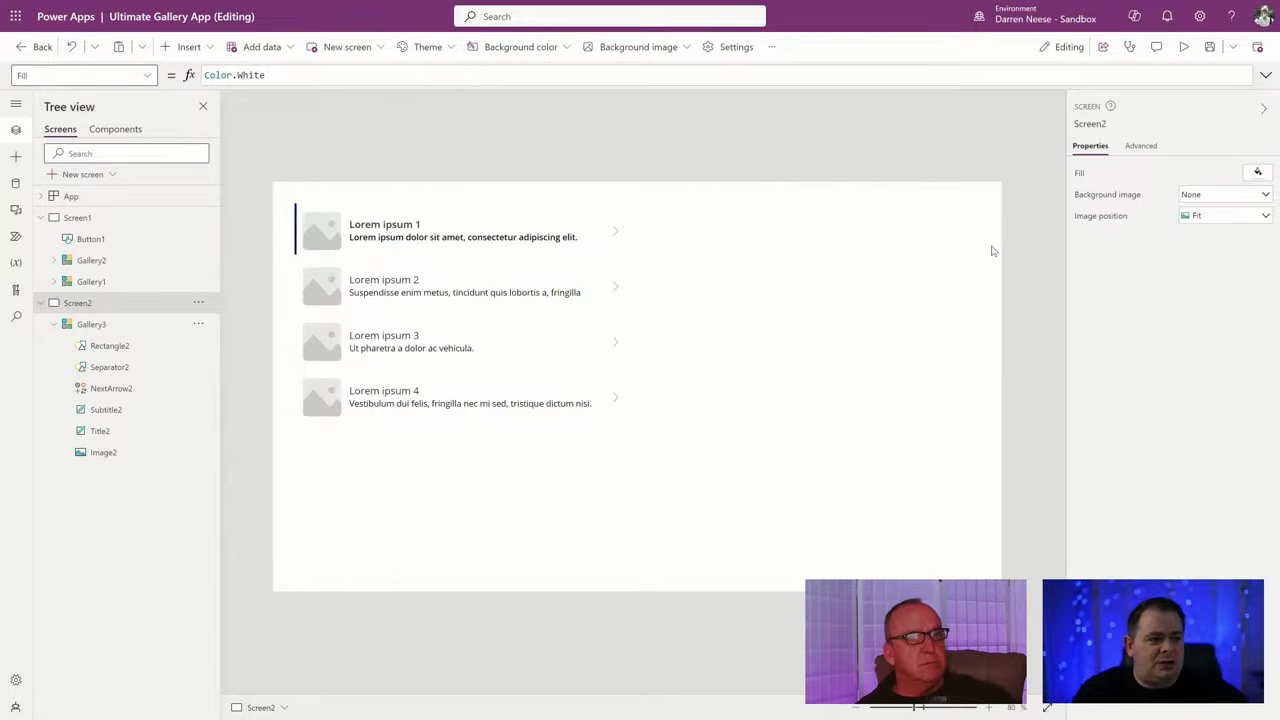 Power Apps | Ultimate Gallery App (Editing)
Search
Environment
Darren Neese - Sandbox
Back
Insert
Add data
New screen
Theme
Background color
Background image
Settings
Editing
Fill
= fx Color.White
Tree view
Screens
Components
Search
New screen
App
Screen1
Button1
Gallery2
Gallery1
Screen2
Gallery3
Rectangle2
Separator2
NextArrow2
Subtitle2
Title2
Image2
Lorem ipsum 1
Lorem ipsum dolor sit amet, consectetur adipiscing elit.
Lorem ipsum 2
Suspendisse enim metus, tincidunt quis lobortis a, fringilla
Lorem ipsum 3
Ut pharetra a dolor ac vehicula.
Lorem ipsum 4
Vestibulum dui felis, fringilla nec mi sed, tristique dictum nisi.
SCREEN
Screen2
Properties
Advanced
Fill
Background image
None
Image position
Fit
Screen2
80 %